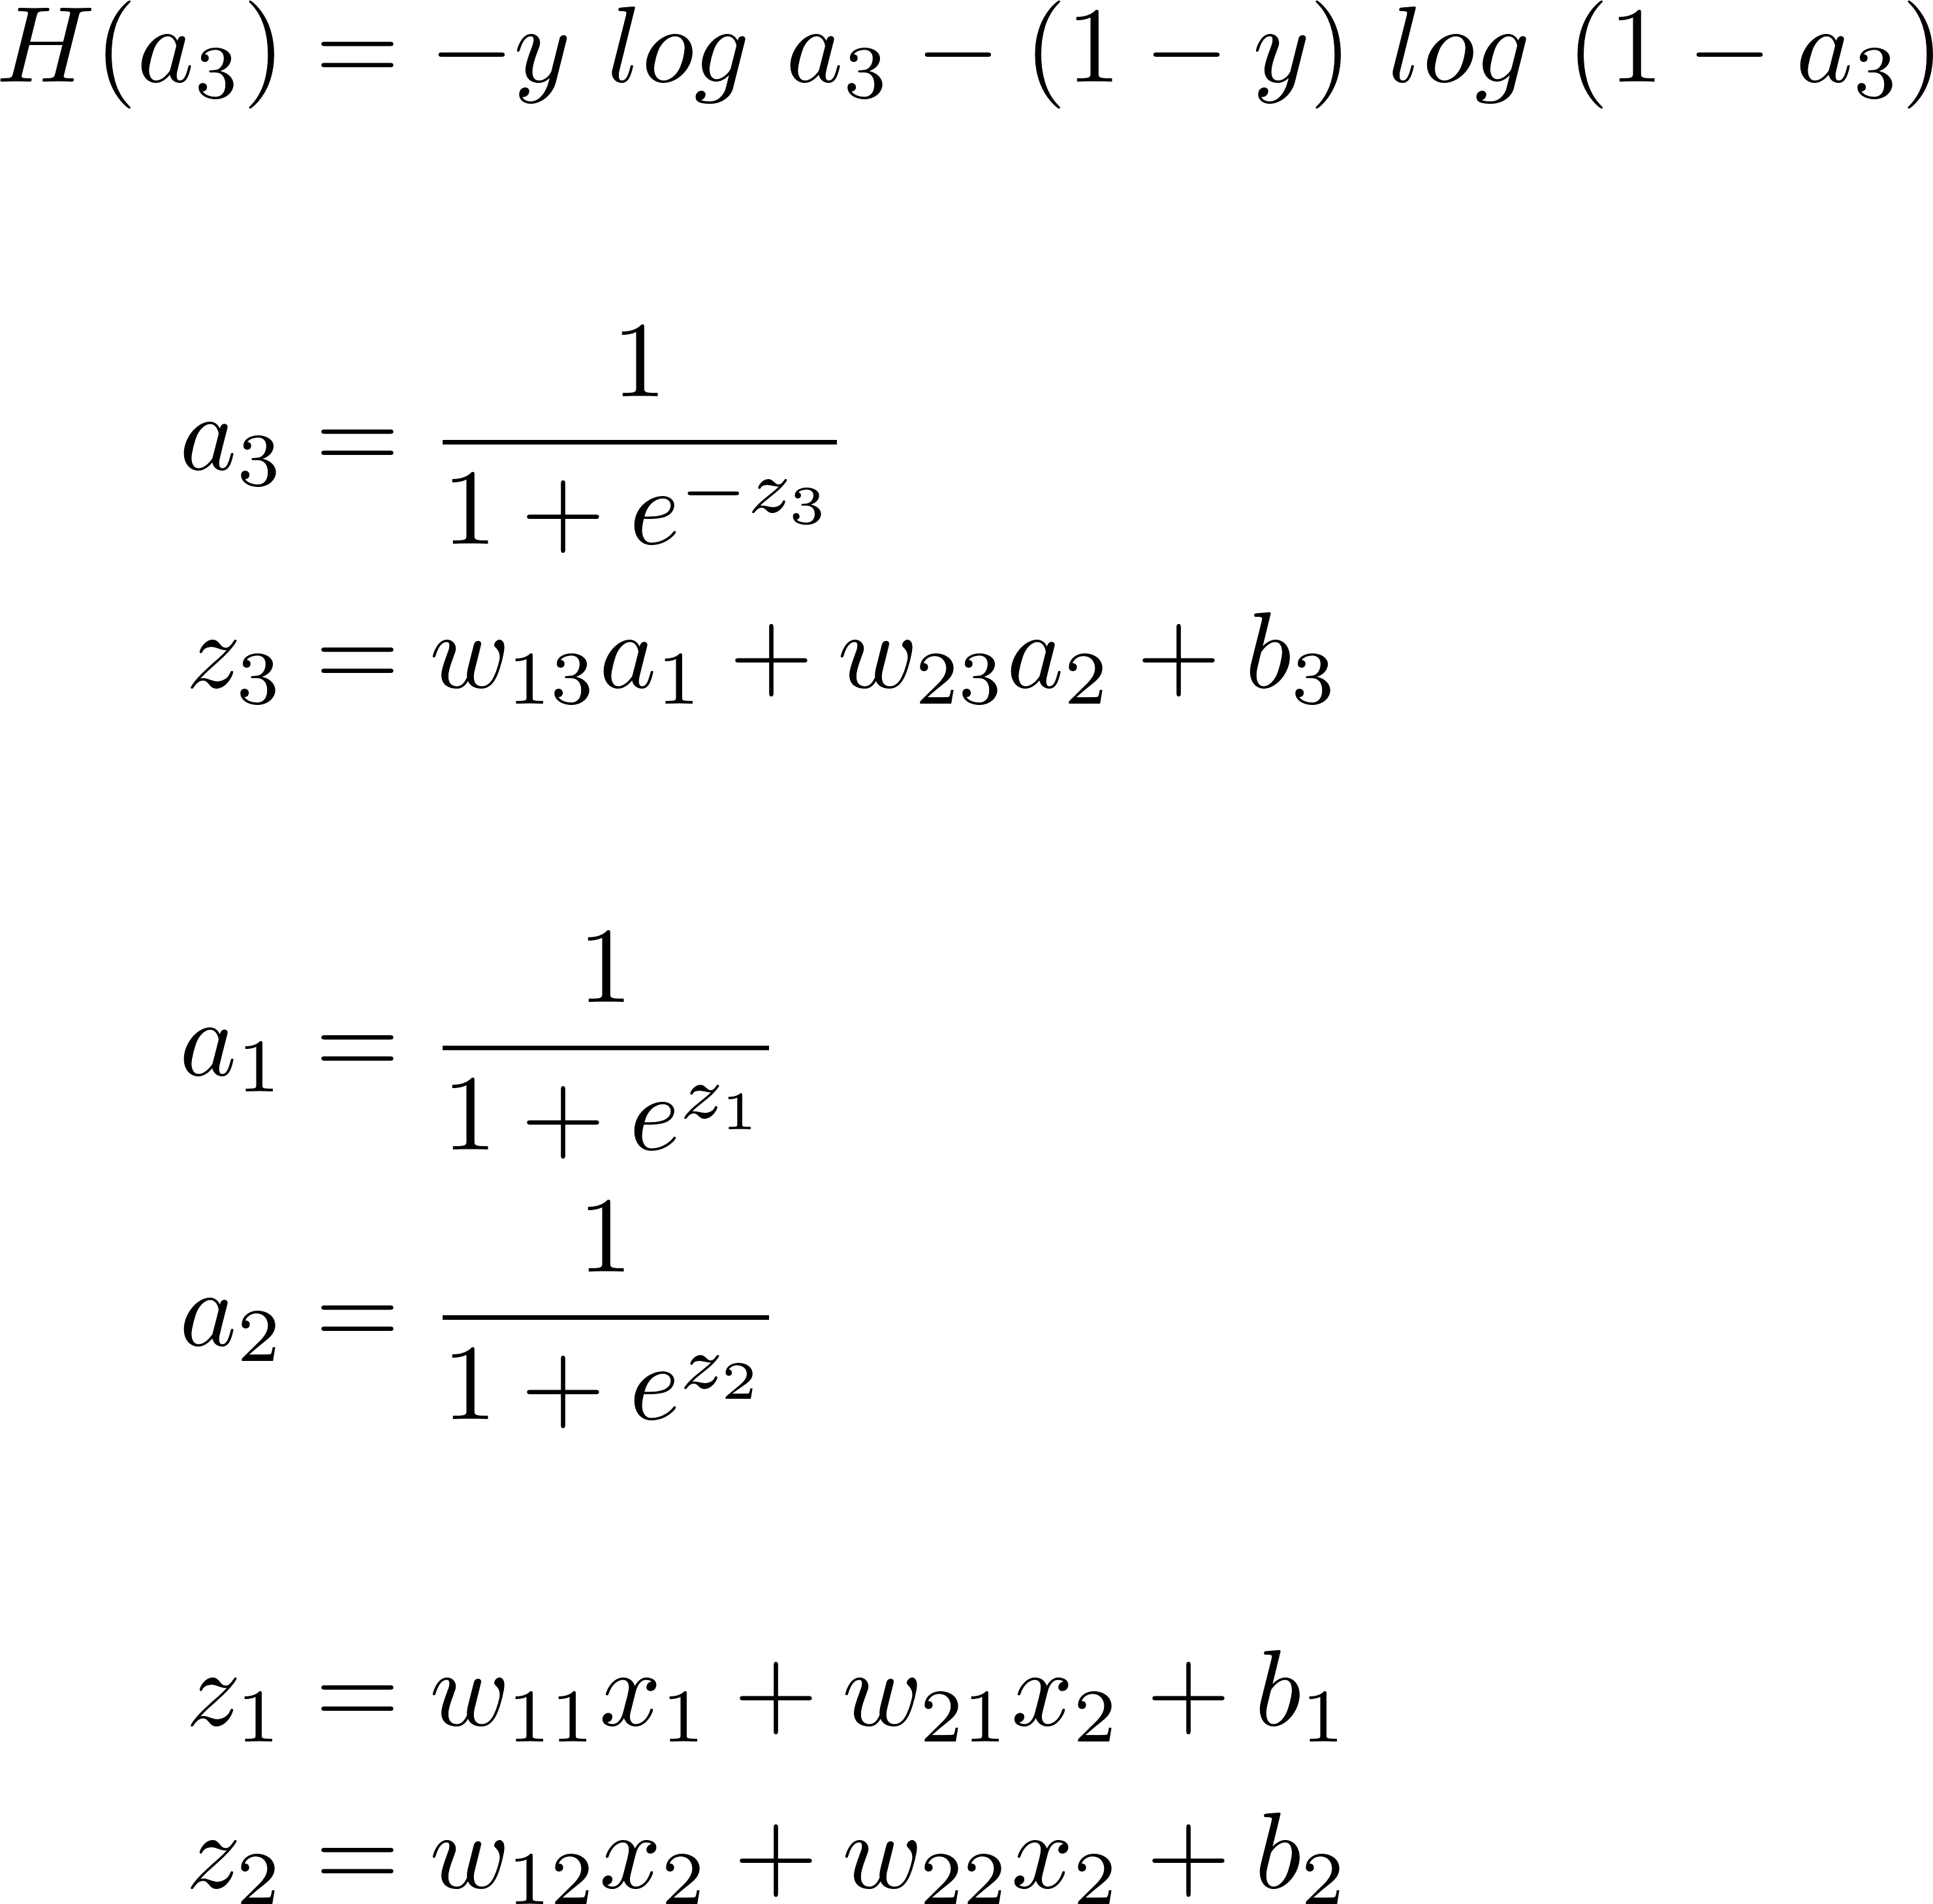 H(a₃) = −y log a₃ − (1 − y) log (1 − a₃)
a₃ = 1 / (1 + e^(−z₃))
z₃ = w₁₃a₁ + w₂₃a₂ + b₃
a₁ = 1 / (1 + e^(z₁))
a₂ = 1 / (1 + e^(z₂))
z₁ = w₁₁x₁ + w₂₁x₂ + b₁
z₂ = w₁₂x₂ + w₂₂x₂ + b₂